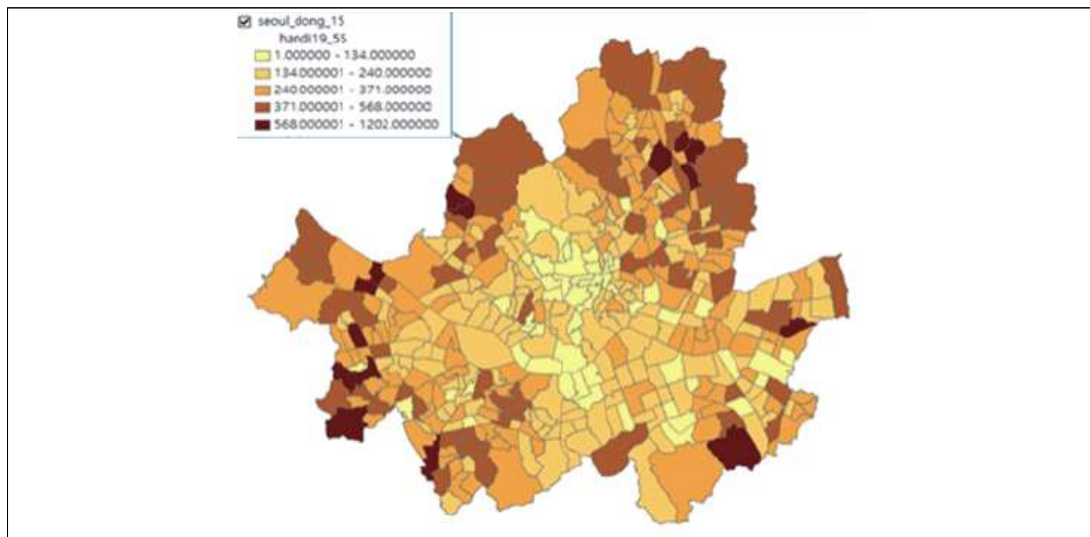 seoul_dong_15
handi19_55
1.000000 - 134.000000
134.000001 - 240.000000
240.000001 - 371.000000
371.000001 - 568.000000
568.000001 - 1202.000000